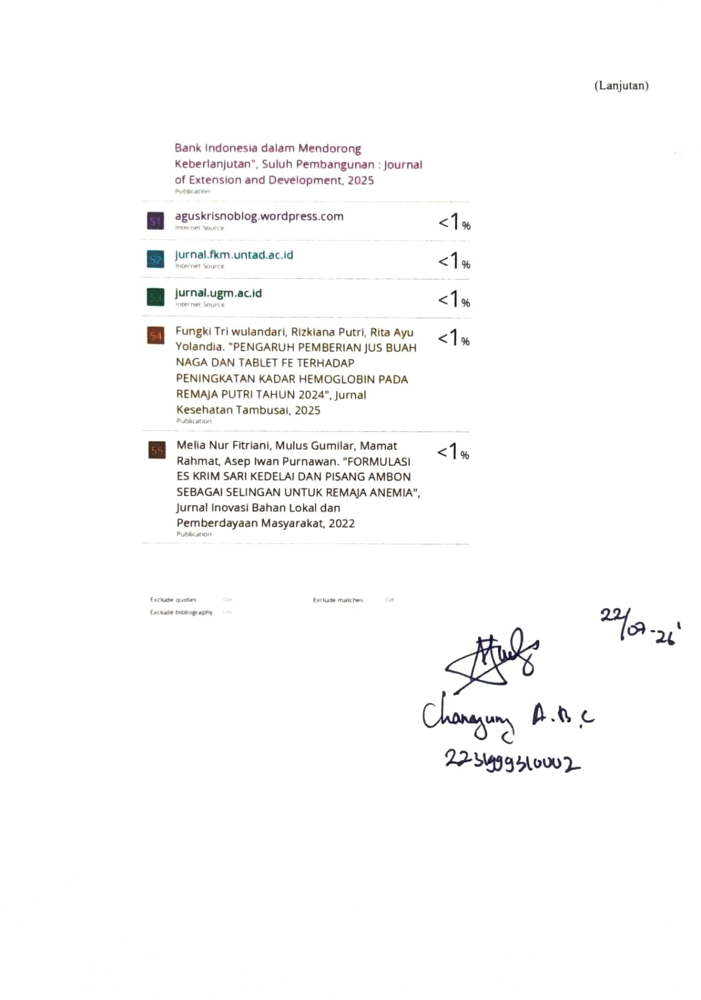 (Lanjutan)
Bank Indonesia dalam Mendorong
Keberlanjutan", Suluh Pembangunan : Journal
of Extension and Development, 2025
Publication
51
aguskrisnoblog.wordpress.com
Internet Source
<1%
52
jurnal.fkm.untad.ac.id
Internet Source
<1%
53
jurnal.ugm.ac.id
Internet Source
<1%
54
Fungki Tri wulandari, Rizkiana Putri, Rita Ayu
Yolandia. "PENGARUH PEMBERIAN JUS BUAH
NAGA DAN TABLET FE TERHADAP
PENINGKATAN KADAR HEMOGLOBIN PADA
REMAJA PUTRI TAHUN 2024", Jurnal
Kesehatan Tambusai, 2025
Publication
<1%
55
Melia Nur Fitriani, Mulus Gumilar, Mamat
Rahmat, Asep Iwan Purnawan. "FORMULASI
ES KRIM SARI KEDELAI DAN PISANG AMBON
SEBAGAI SELINGAN UNTUK REMAJA ANEMIA",
Jurnal Inovasi Bahan Lokal dan
Pemberdayaan Masyarakat, 2022
Publication
<1%
Exclude quotes On
Exclude matches Off
Exclude bibliography On
22/07-26'
A.B.C